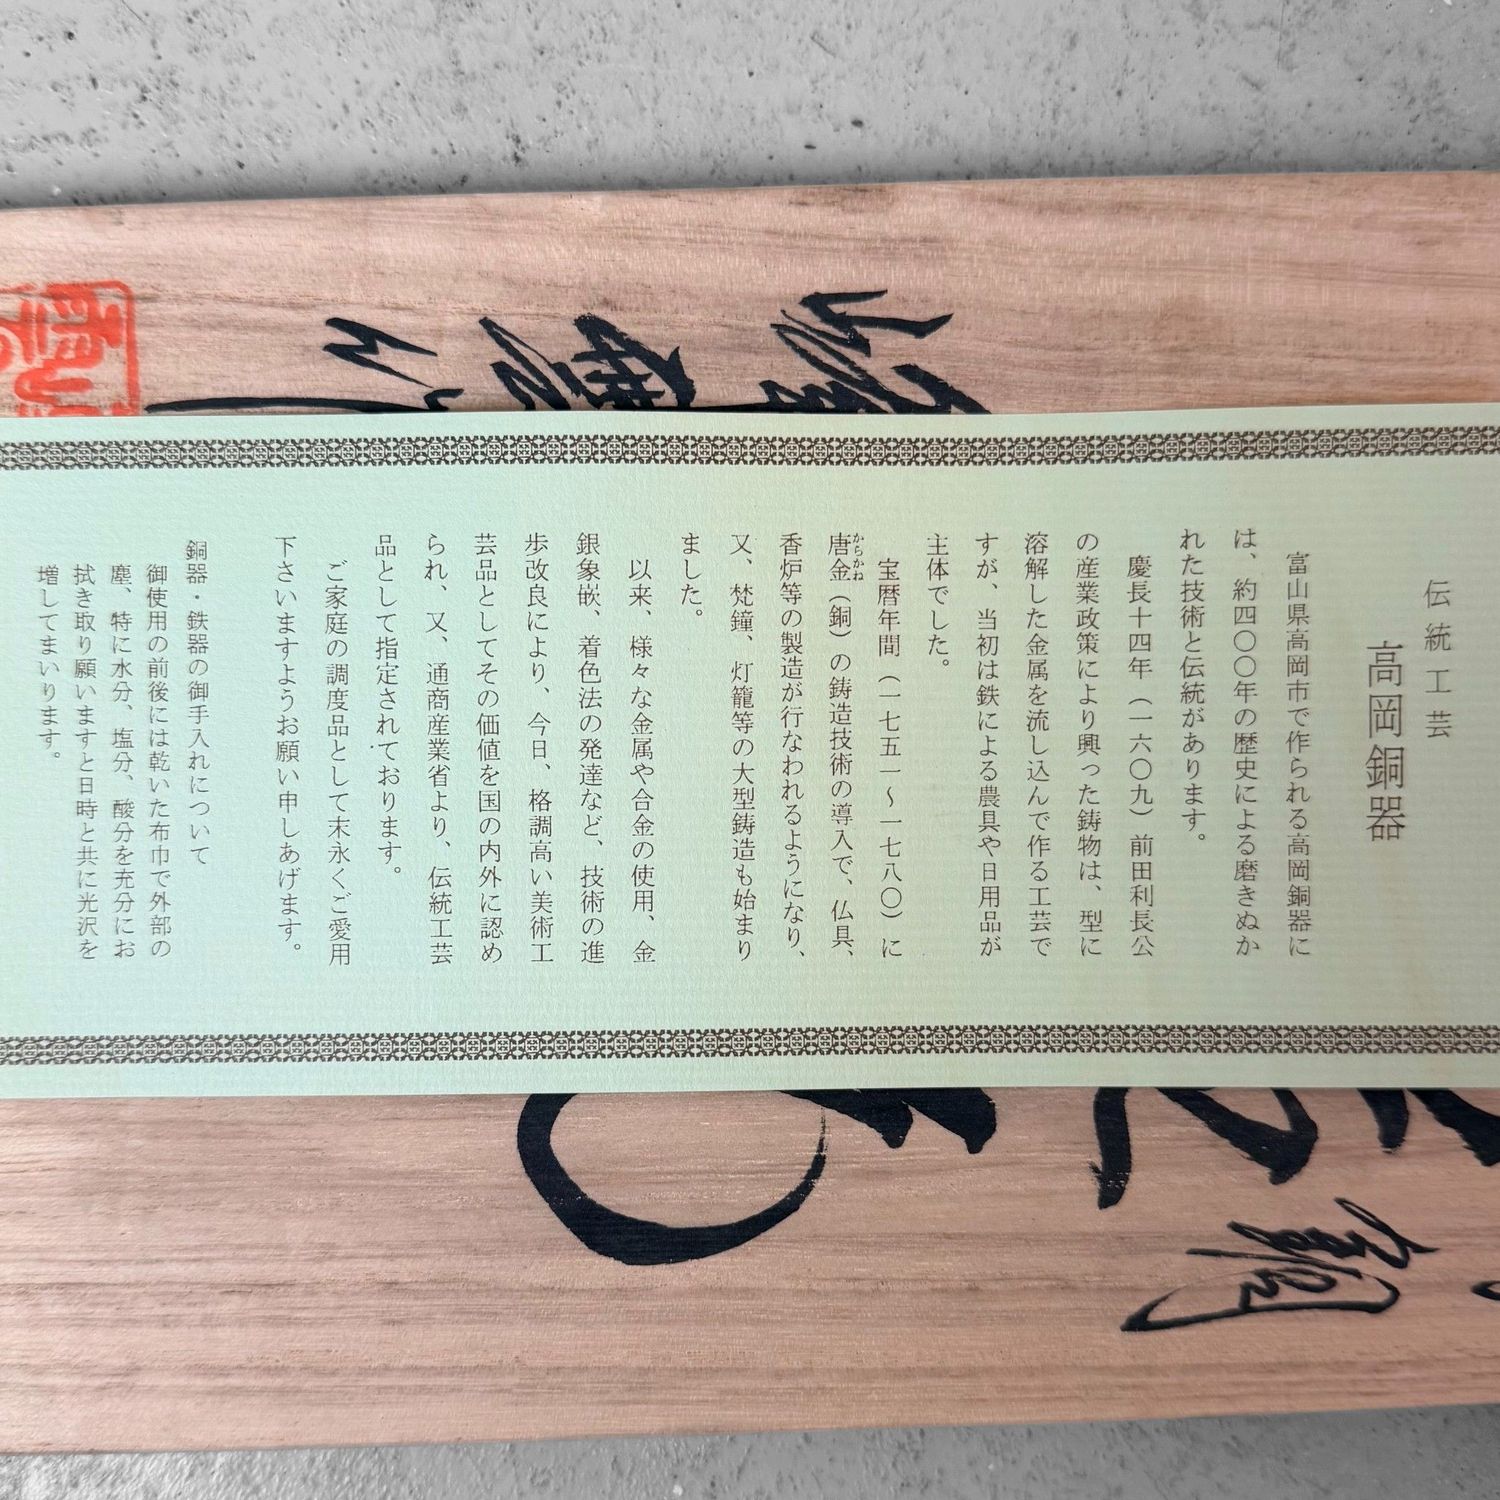 伝統工芸
高岡銅器
富山県高岡市で作られる高岡銅器に
は、約四〇〇年の歴史による磨きぬか
れた技術と伝統があります。
慶長十四年（一六〇九）前田利長公
の産業政策により興った鋳物は、型に
溶解した金属を流し込んで作る工芸で
すが、当初は鉄による農具や日用品が
主体でした。
宝暦年間（一七五一～一七八〇）に
からかね
唐金（銅）の鋳造技術の導入で、仏具、
香炉等の製造が行なわれるようになり、
又、梵鐘、灯籠等の大型鋳造も始まり
ました。
以来、様々な金属や合金の使用、金
銀象嵌、着色法の発達など、技術の進
歩改良により、今日、格調高い美術工
芸品としてその価値を国の内外に認め
られ、又、通商産業省より、伝統工芸
品として指定されております。
ご家庭の調度品として末永くご愛用
下さいますようお願い申しあげます。
銅器・鉄器の御手入れについて
御使用の前後には乾いた布巾で外部の
塵、特に水分、塩分、酸分を充分にお
拭き取り願いますと日時と共に光沢を
増してまいります。